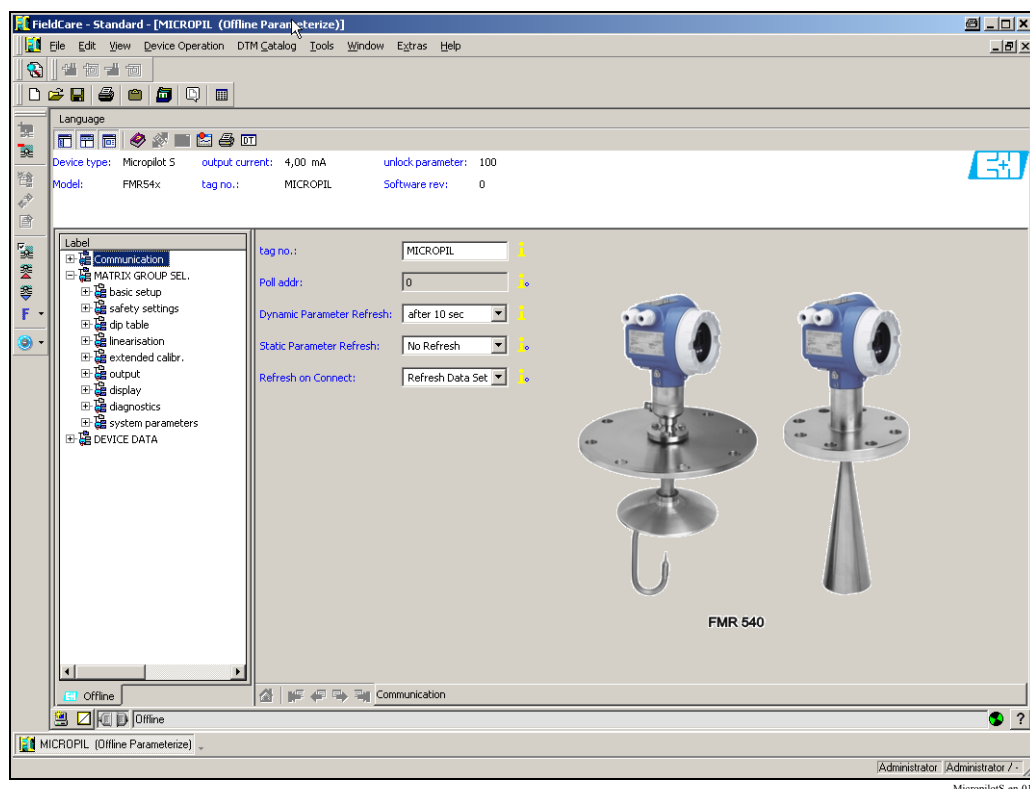 FieldCare - Standard - [MICROPIL (Offline Parameterize)]
File Edit View Device Operation DTM Catalog Tools Window Extras Help
Language
Device type: Micropilot S output current: 4,00 mA unlock parameter: 100
Model: FMR54x tag no.: MICROPIL Software rev: 0
E+H
Label
Communication
MATRIX GROUP SEL.
basic setup
safety settings
dip table
linearisation
extended calibr.
output
display
diagnostics
system parameters
DEVICE DATA
tag no.: MICROPIL
Poll addr: 0
Dynamic Parameter Refresh: after 10 sec
Static Parameter Refresh: No Refresh
Refresh on Connect: Refresh Data Set
F
DT
FMR 540
Offline
Communication
Offline
?
MICROPIL (Offline Parameterize)
Administrator Administrator / -